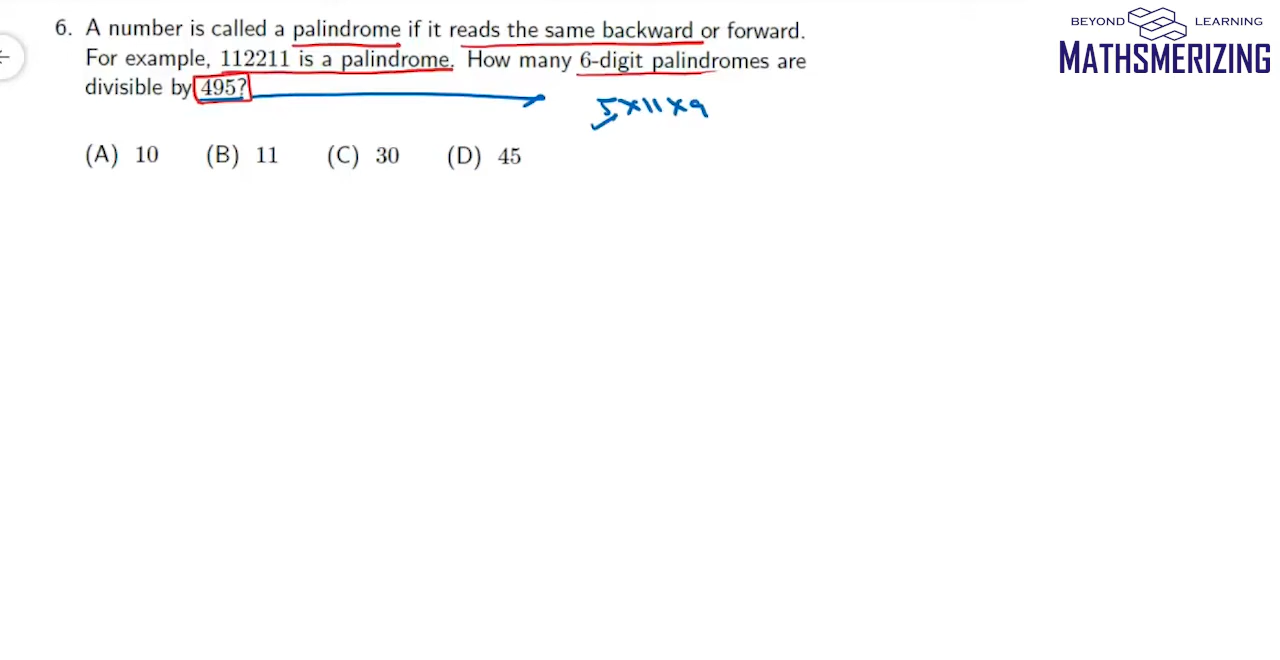 BEYOND LEARNING
MATHSMERIZING
6. A number is called a palindrome if it reads the same backward or forward.
For example, 112211 is a palindrome. How many 6-digit palindromes are
divisible by 495?
5×11×9
(A) 10 (B) 11 (C) 30 (D) 45